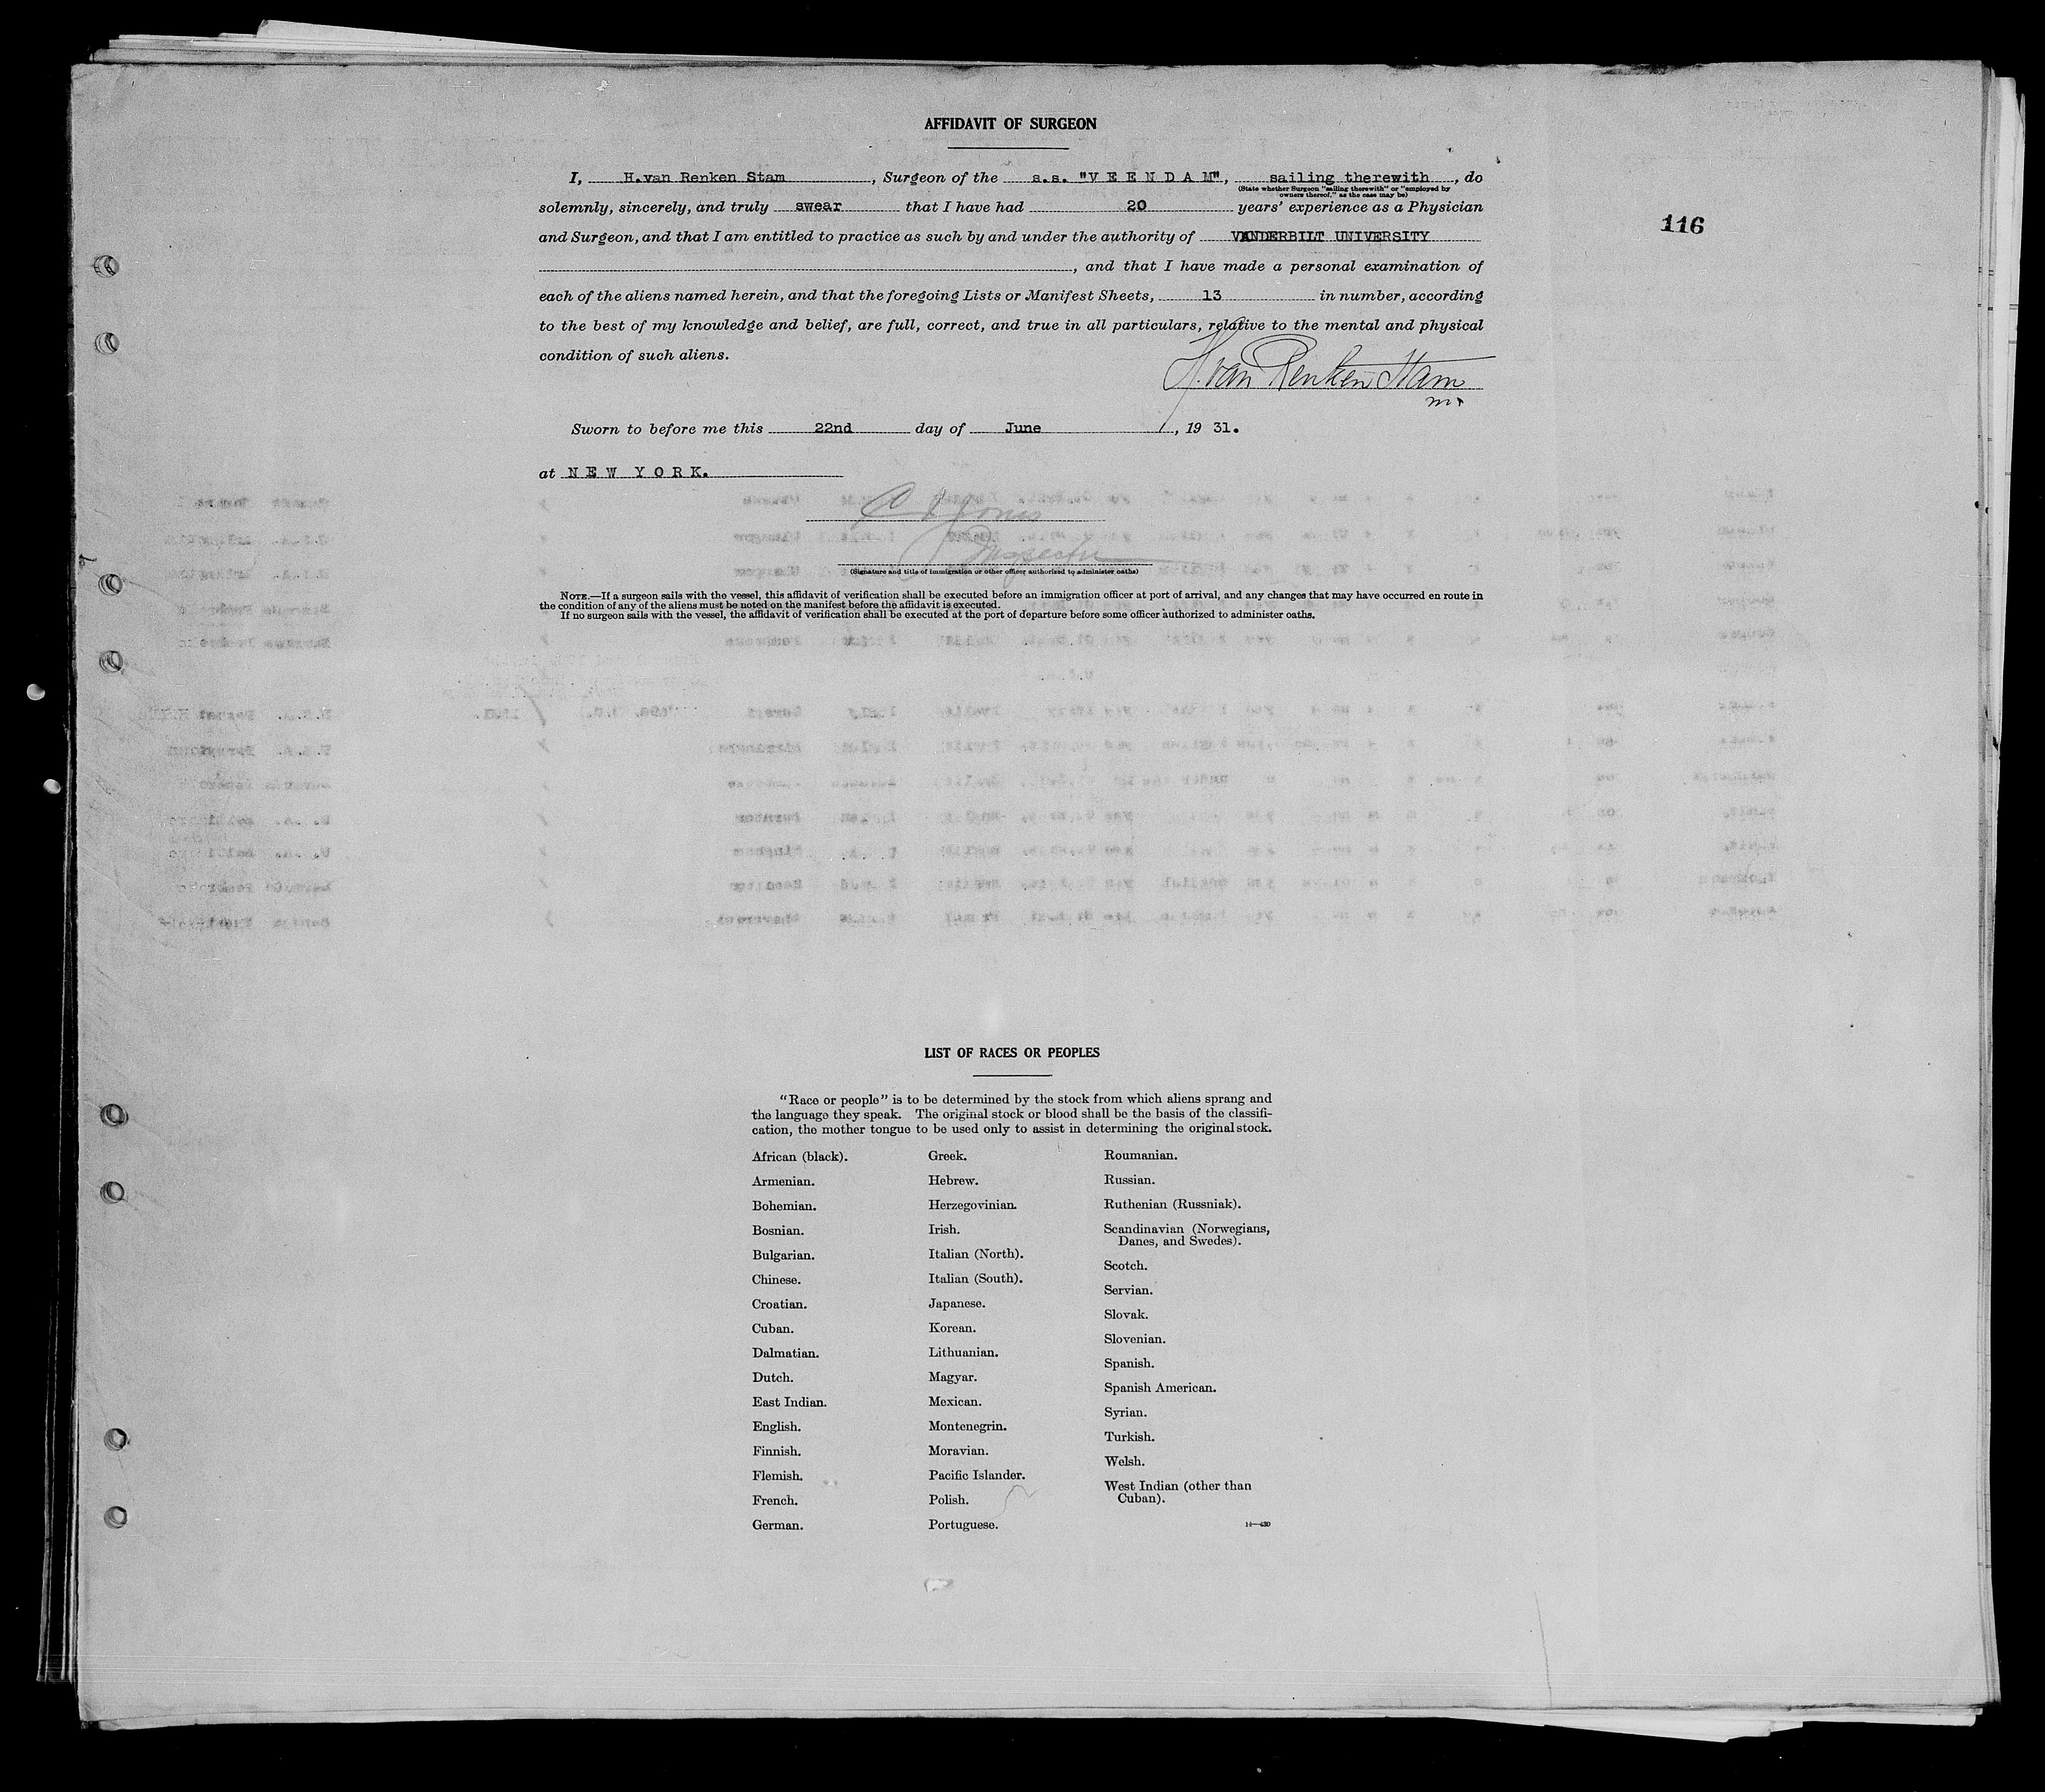 AFFIDAVIT OF SURGEON
I, H.van Renken Stam, Surgeon of the s.s. "V E E N D A M", sailing therewith, do
(State whether Surgeon "sailing therewith" or "employed by
owners thereof," as the case may be)
solemnly, sincerely, and truly swear that I have had 20 years' experience as a Physician
116
and Surgeon, and that I am entitled to practice as such by and under the authority of VANDERBILT UNIVERSITY
, and that I have made a personal examination of
each of the aliens named herein, and that the foregoing Lists or Manifest Sheets, 13 in number, according
to the best of my knowledge and belief, are full, correct, and true in all particulars, relative to the mental and physical
condition of such aliens.
H. van Renken Stam
Sworn to before me this 22nd day of June, 19 31.
at N E W Y O R K.
Jones
Inspector
(Signature and title of immigration or other officer authorized to administer oaths)
NOTE.—If a surgeon sails with the vessel, this affidavit of verification shall be executed before an immigration officer at port of arrival, and any changes that may have occurred en route in
the condition of any of the aliens must be noted on the manifest before the affidavit is executed.
If no surgeon sails with the vessel, the affidavit of verification shall be executed at the port of departure before some officer authorized to administer oaths.
LIST OF RACES OR PEOPLES
"Race or people" is to be determined by the stock from which aliens sprang and
the language they speak. The original stock or blood shall be the basis of the classifi-
cation, the mother tongue to be used only to assist in determining the original stock.
African (black).
Armenian.
Bohemian.
Bosnian.
Bulgarian.
Chinese.
Croatian.
Cuban.
Dalmatian.
Dutch.
East Indian.
English.
Finnish.
Flemish.
French.
German.
Greek.
Hebrew.
Herzegovinian.
Irish.
Italian (North).
Italian (South).
Japanese.
Korean.
Lithuanian.
Magyar.
Mexican.
Montenegrin.
Moravian.
Pacific Islander.
Polish.
Portuguese.
Roumanian.
Russian.
Ruthenian (Russniak).
Scandinavian (Norwegians,
Danes, and Swedes).
Scotch.
Servian.
Slovak.
Slovenian.
Spanish.
Spanish American.
Syrian.
Turkish.
Welsh.
West Indian (other than
Cuban).